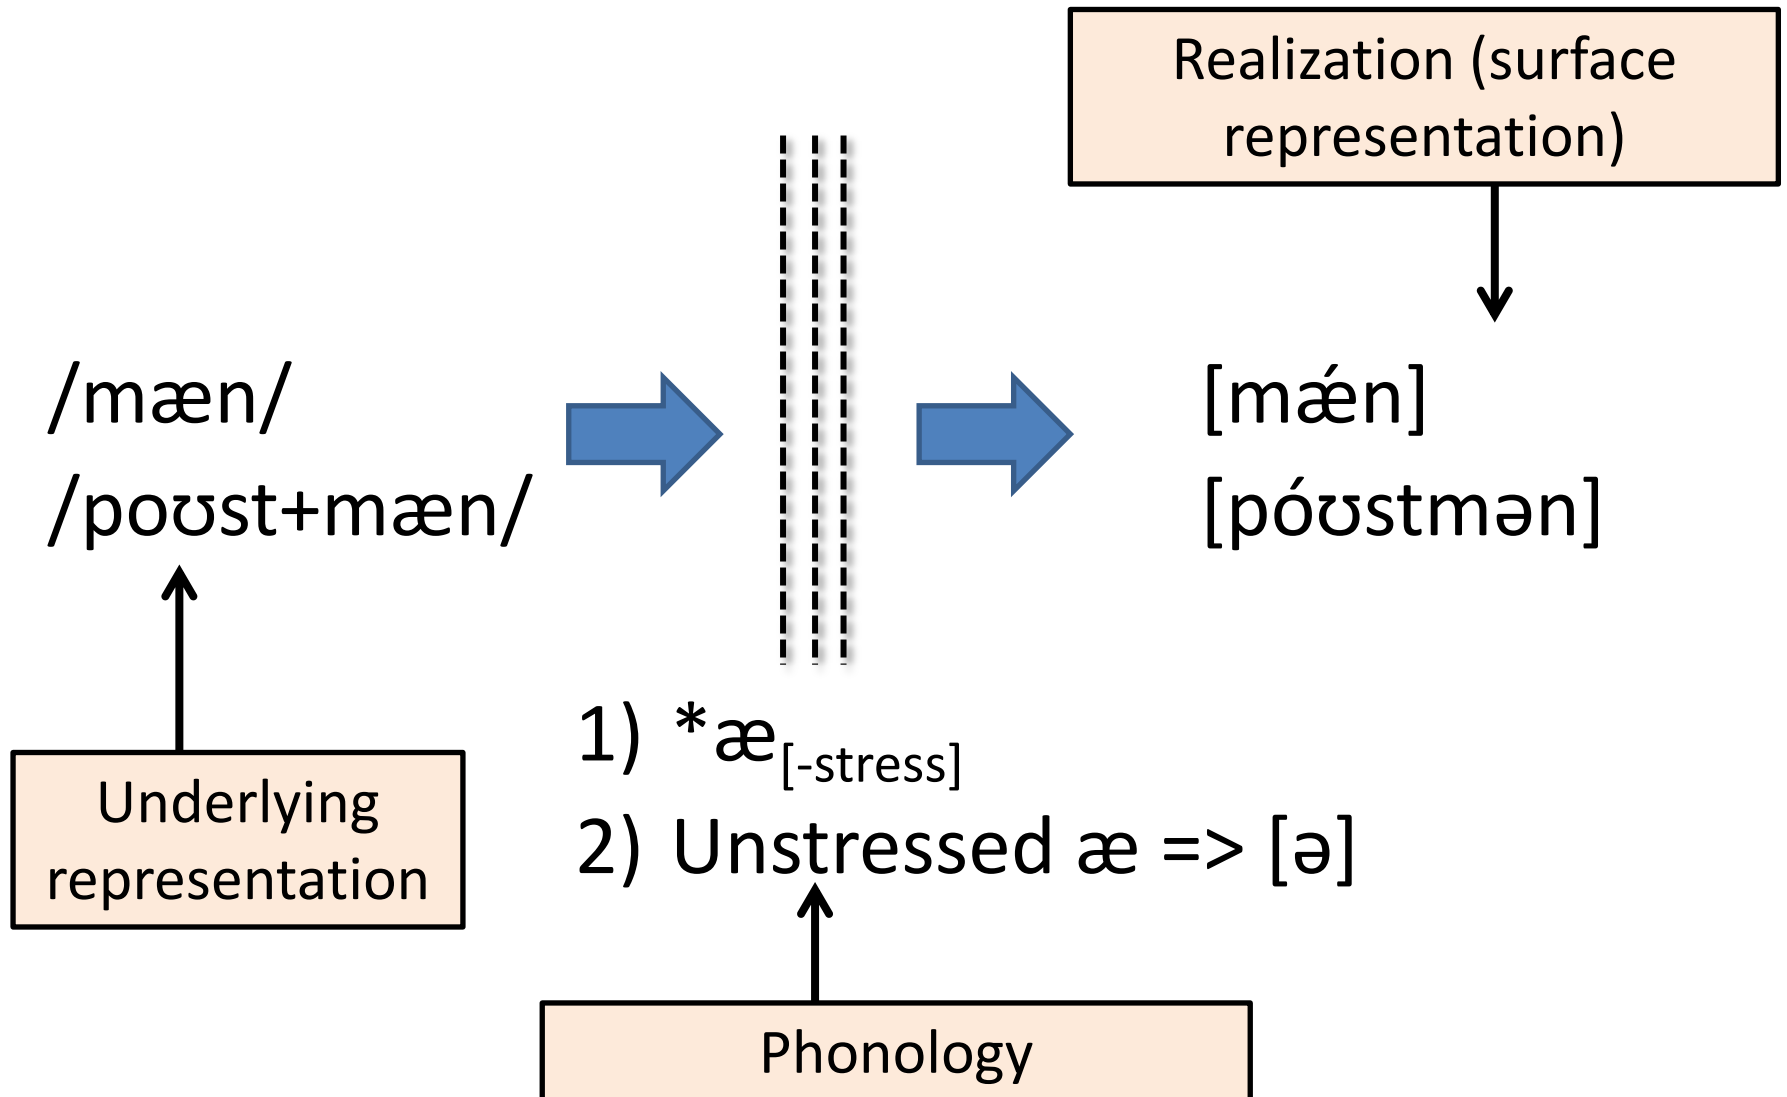 Realization (surface
representation)
/mæn/
/poʊst+mæn/
[mǽn]
[póʊstmən]
1) *æ[-stress]
2) Unstressed æ => [ə]
Underlying
representation
Phonology